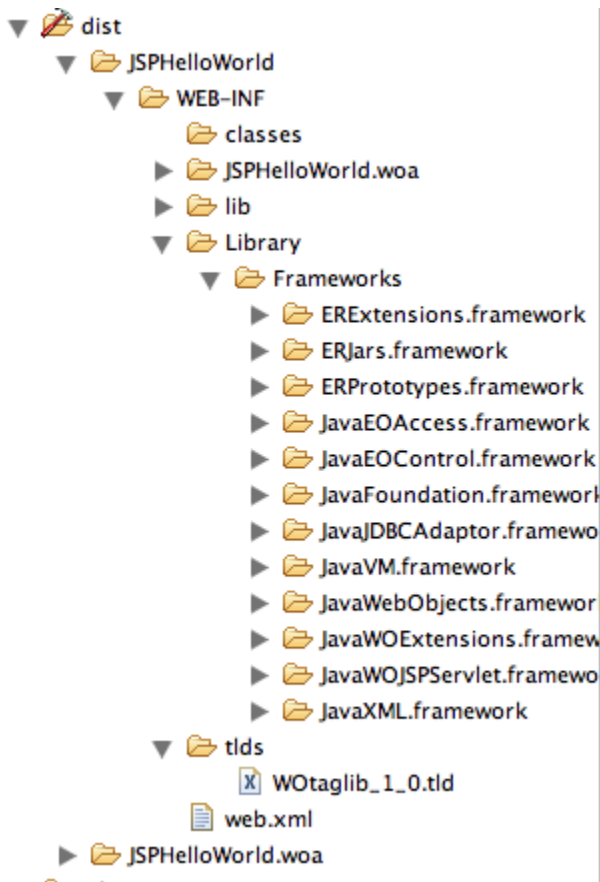 dist
JSPHelloWorld
WEB-INF
classes
JSPHelloWorld.woa
lib
Library
Frameworks
ERExtensions.framework
ERJars.framework
ERPrototypes.framework
JavaEOAccess.framework
JavaEOControl.framework
JavaFoundation.framework
JavaJDBCAdaptor.framewo
JavaVM.framework
JavaWebObjects.framewor
JavaWOExtensions.framew
JavaWOJSPServlet.framewo
JavaXML.framework
tlds
WOtaglib_1_0.tld
web.xml
JSPHelloWorld.woa